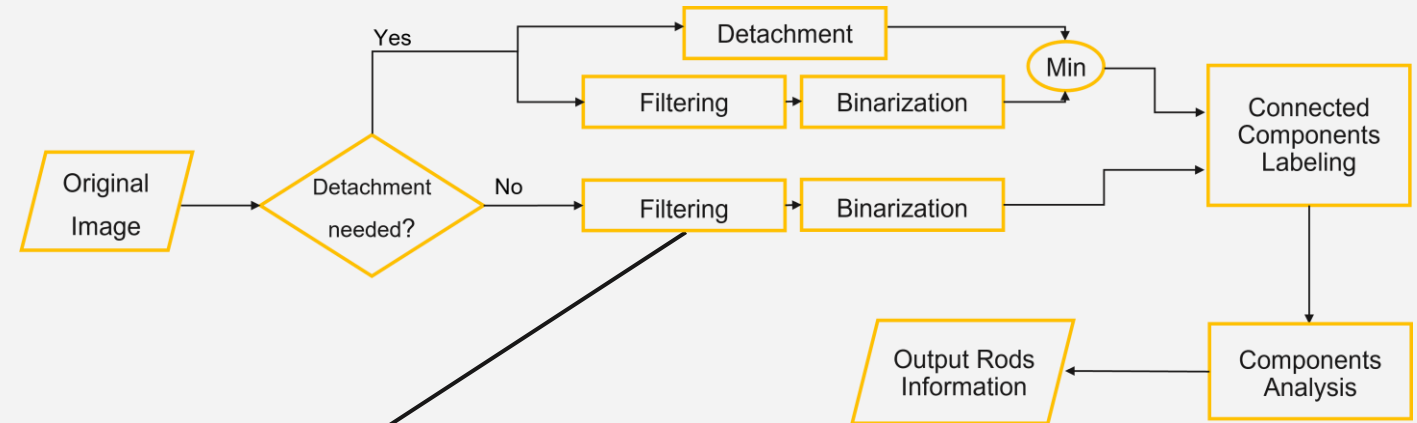 Yes
Detachment
Min
Filtering
Binarization
Connected
Components
Labeling
Original
Image
Detachment
needed?
No
Filtering
Binarization
Output Rods
Information
Components
Analysis